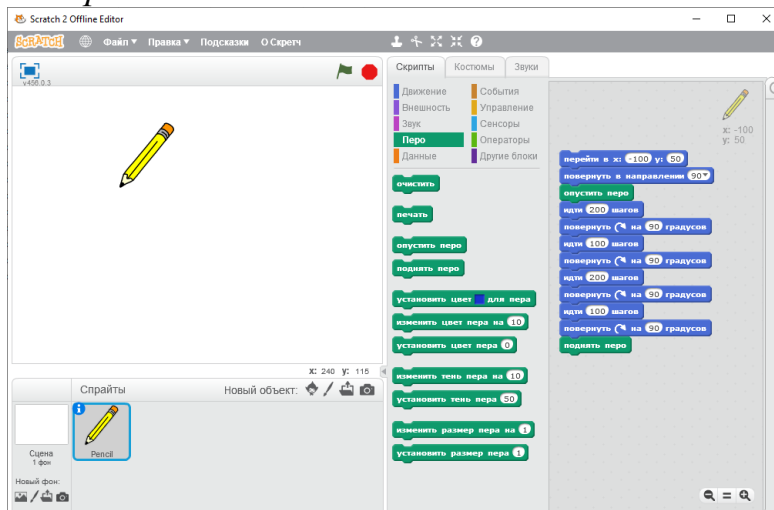 Scratch 2 Offline Editor
SCRATCH Файл Правка Подсказки О Скретч
v456.0.3
Скрипты Костюмы Звуки
Движение События
Внешность Управление
Звук Сенсоры
Перо Операторы
Данные Другие блоки
очистить
печать
опустить перо
поднять перо
установить цвет для пера
изменить цвет пера на 10
установить цвет пера 0
изменить тень пера на 10
установить тень пера 50
изменить размер пера на 1
установить размер пера 1
x: -100
y: 50
перейти в x: -100 y: 50
повернуть в направлении 90
опустить перо
идти 200 шагов
повернуть на 90 градусов
идти 100 шагов
повернуть на 90 градусов
идти 200 шагов
повернуть на 90 градусов
идти 100 шагов
повернуть на 90 градусов
поднять перо
X: 240 Y: 115
Спрайты Новый объект:
Сцена
1 фон
Pencil
Новый фон: